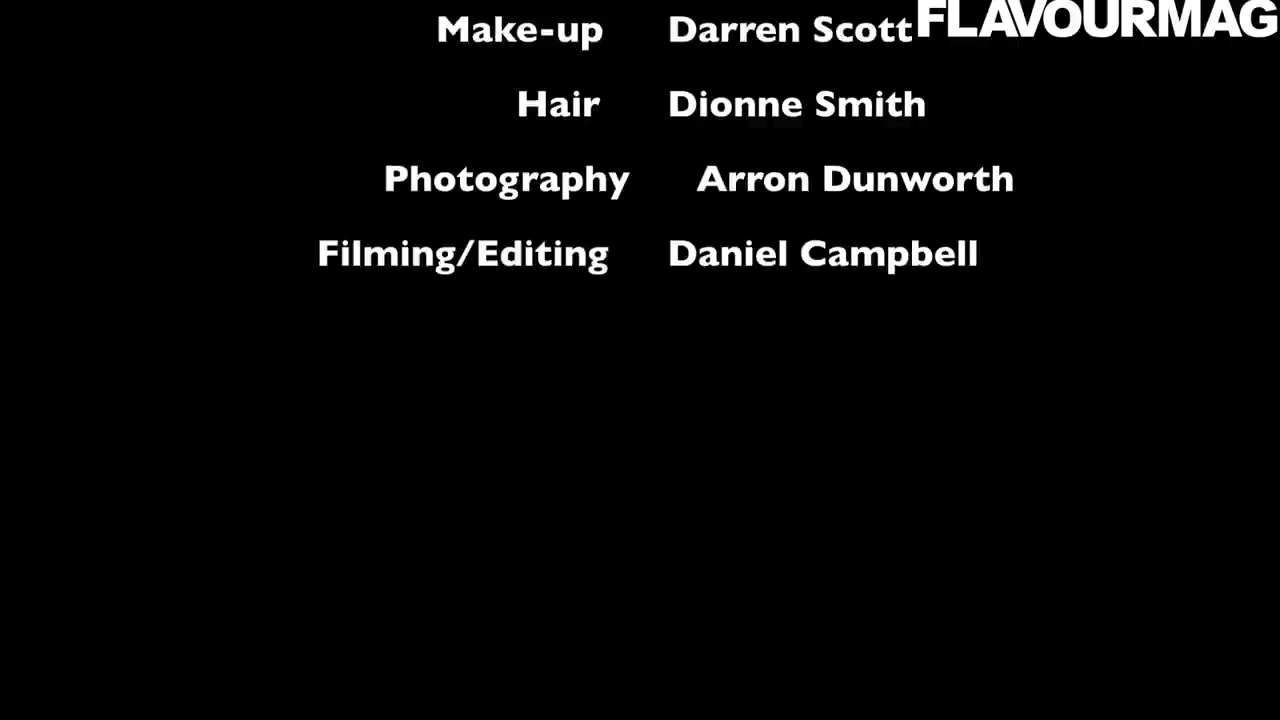 FLAVOURMAG
Make-up Darren Scott
Hair Dionne Smith
Photography Arron Dunworth
Filming/Editing Daniel Campbell